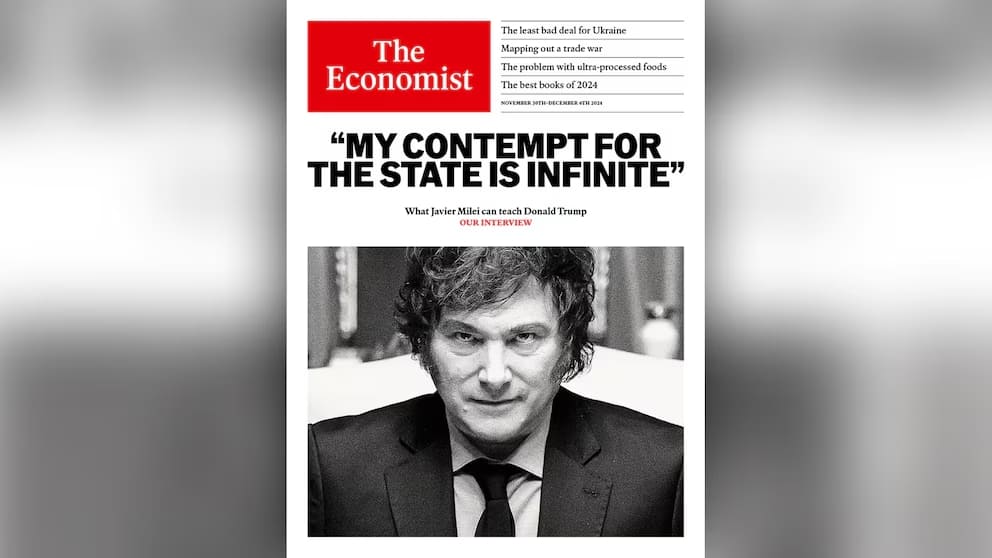 The
Economist
The least bad deal for Ukraine
Mapping out a trade war
The problem with ultra-processed foods
The best books of 2024
NOVEMBER 30TH–DECEMBER 6TH 2024
“MY CONTEMPT FOR
THE STATE IS INFINITE”
What Javier Milei can teach Donald Trump
OUR INTERVIEW